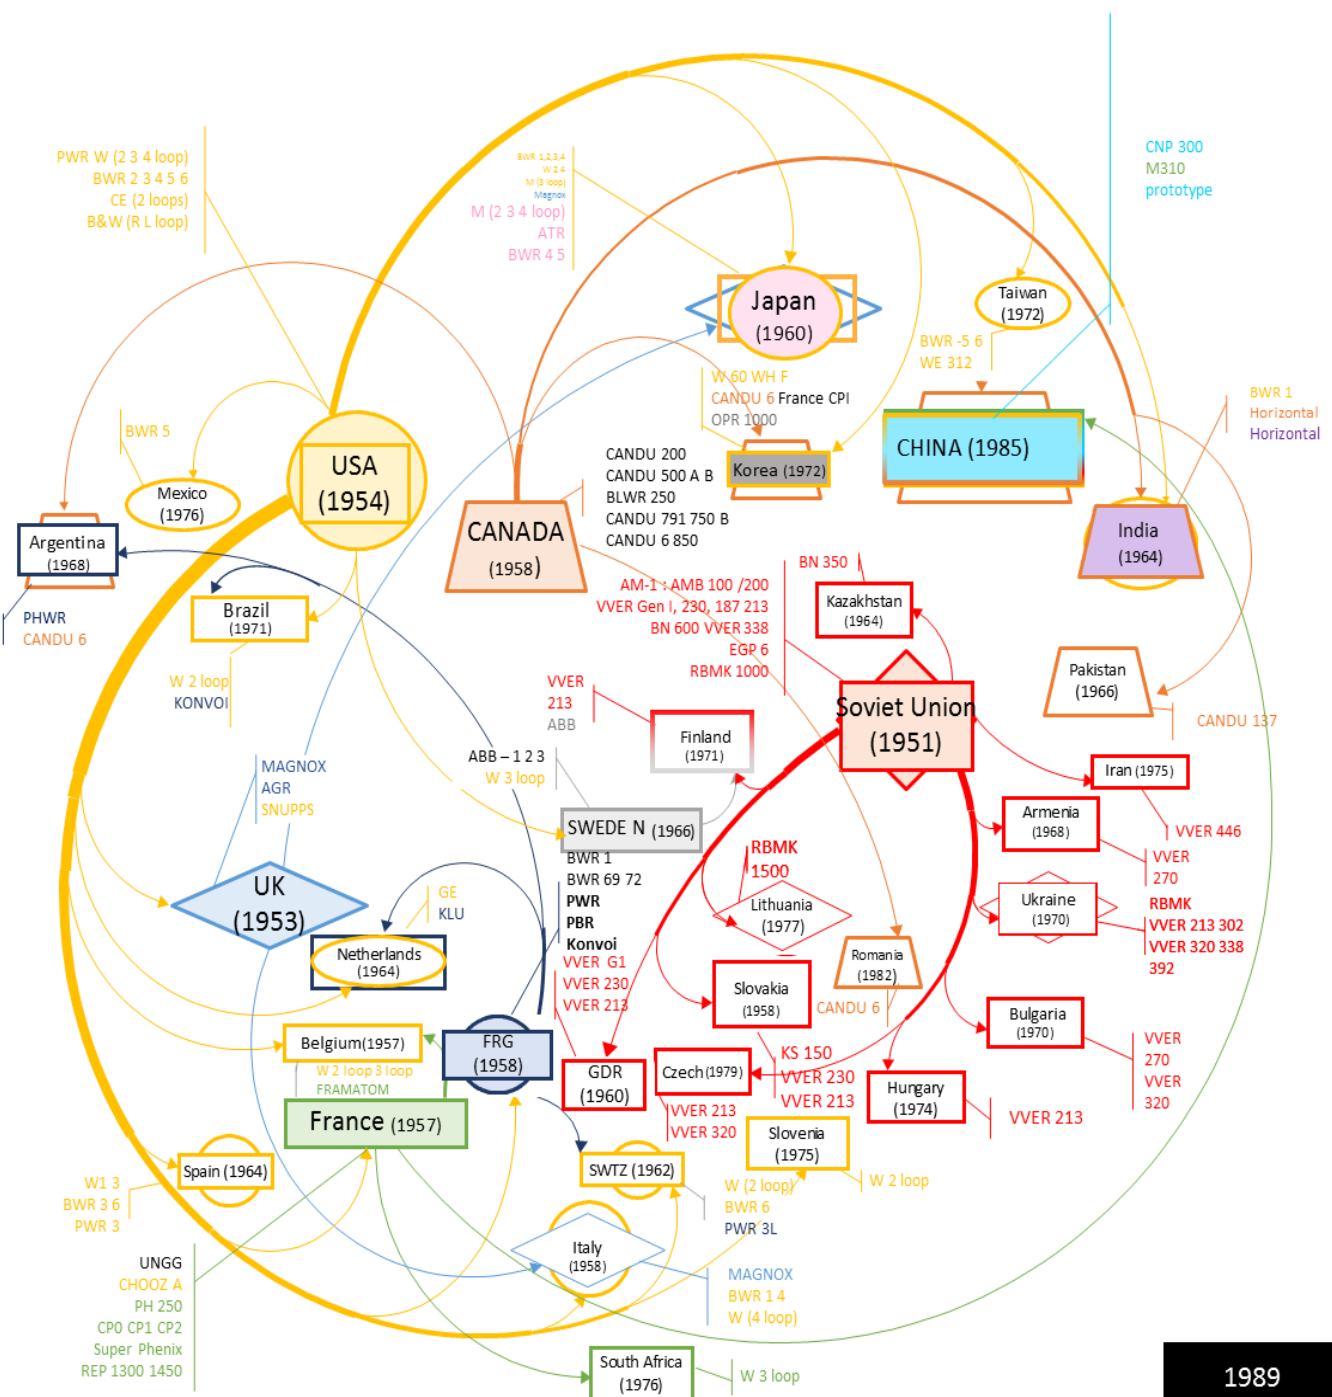 PWR W (2 3 4 loop)
BWR 2 3 4 5 6
CE (2 loops)
B&W (R L loop)
BWR 1,2,3,4
W 2 4
M (3 loop)
Magnox
M (2 3 4 loop)
ATR
BWR 4 5
CNP 300
M310
prototype
Japan
(1960)
Taiwan
(1972)
BWR -5 6
WE 312
W 60 WH F
CANDU 6 France CPI
OPR 1000
BWR 1
Horizontal
Horizontal
BWR 5
USA
(1954)
Mexico
(1976)
CHINA (1985)
Korea (1972)
CANDU 200
CANDU 500 A B
BLWR 250
CANDU 791 750 B
CANDU 6 850
CANADA
(1958)
India
(1964)
Argentina
(1968)
PHWR
CANDU 6
Brazil
(1971)
W 2 loop
KONVOI
BN 350
AM-1 : AMB 100 /200
VVER Gen I, 230, 187 213
BN 600 VVER 338
EGP 6
RBMK 1000
Kazakhstan
(1964)
Pakistan
(1966)
CANDU 137
VVER
213
ABB
Finland
(1971)
Soviet Union
(1951)
Iran (1975)
VVER 446
ABB – 1 2 3
W 3 loop
MAGNOX
AGR
SNUPPS
SWEDE N (1966)
BWR 1
BWR 69 72
PWR
PBR
Konvoi
VVER G1
VVER 230
VVER 213
Armenia
(1968)
VVER
270
RBMK
1500
Lithuania
(1977)
Ukraine
(1970)
RBMK
VVER 213 302
VVER 320 338
392
UK
(1953)
GE
KLU
Netherlands
(1964)
Romania
(1982)
CANDU 6
Slovakia
(1958)
KS 150
VVER 230
VVER 213
Bulgaria
(1970)
VVER
270
VVER
320
Belgium(1957)
W 2 loop 3 loop
FRAMATOM
FRG
(1958)
GDR
(1960)
Czech (1979)
VVER 213
VVER 320
Hungary
(1974)
VVER 213
France (1957)
Slovenia
(1975)
W 2 loop
Spain (1964)
W1 3
BWR 3 6
PWR 3
SWTZ (1962)
W (2 loop)
BWR 6
PWR 3L
Italy
(1958)
MAGNOX
BWR 1 4
W (4 loop)
UNGG
CHOOZ A
PH 250
CP0 CP1 CP2
Super Phenix
REP 1300 1450
South Africa
(1976)
W 3 loop
1989